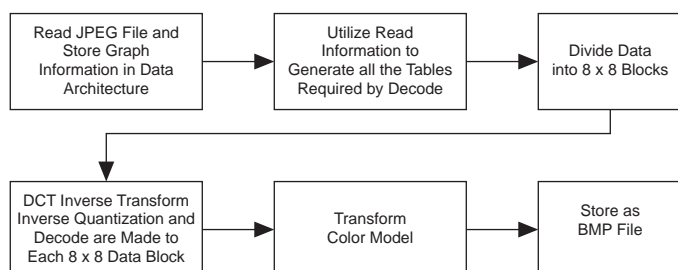 Read JPEG File and
Store Graph
Information in Data
Architecture
Utilize Read
Information to
Generate all the Tables
Required by Decode
Divide Data
into 8 x 8 Blocks
DCT Inverse Transform
Inverse Quantization and
Decode are Made to
Each 8 x 8 Data Block
Transform
Color Model
Store as
BMP File